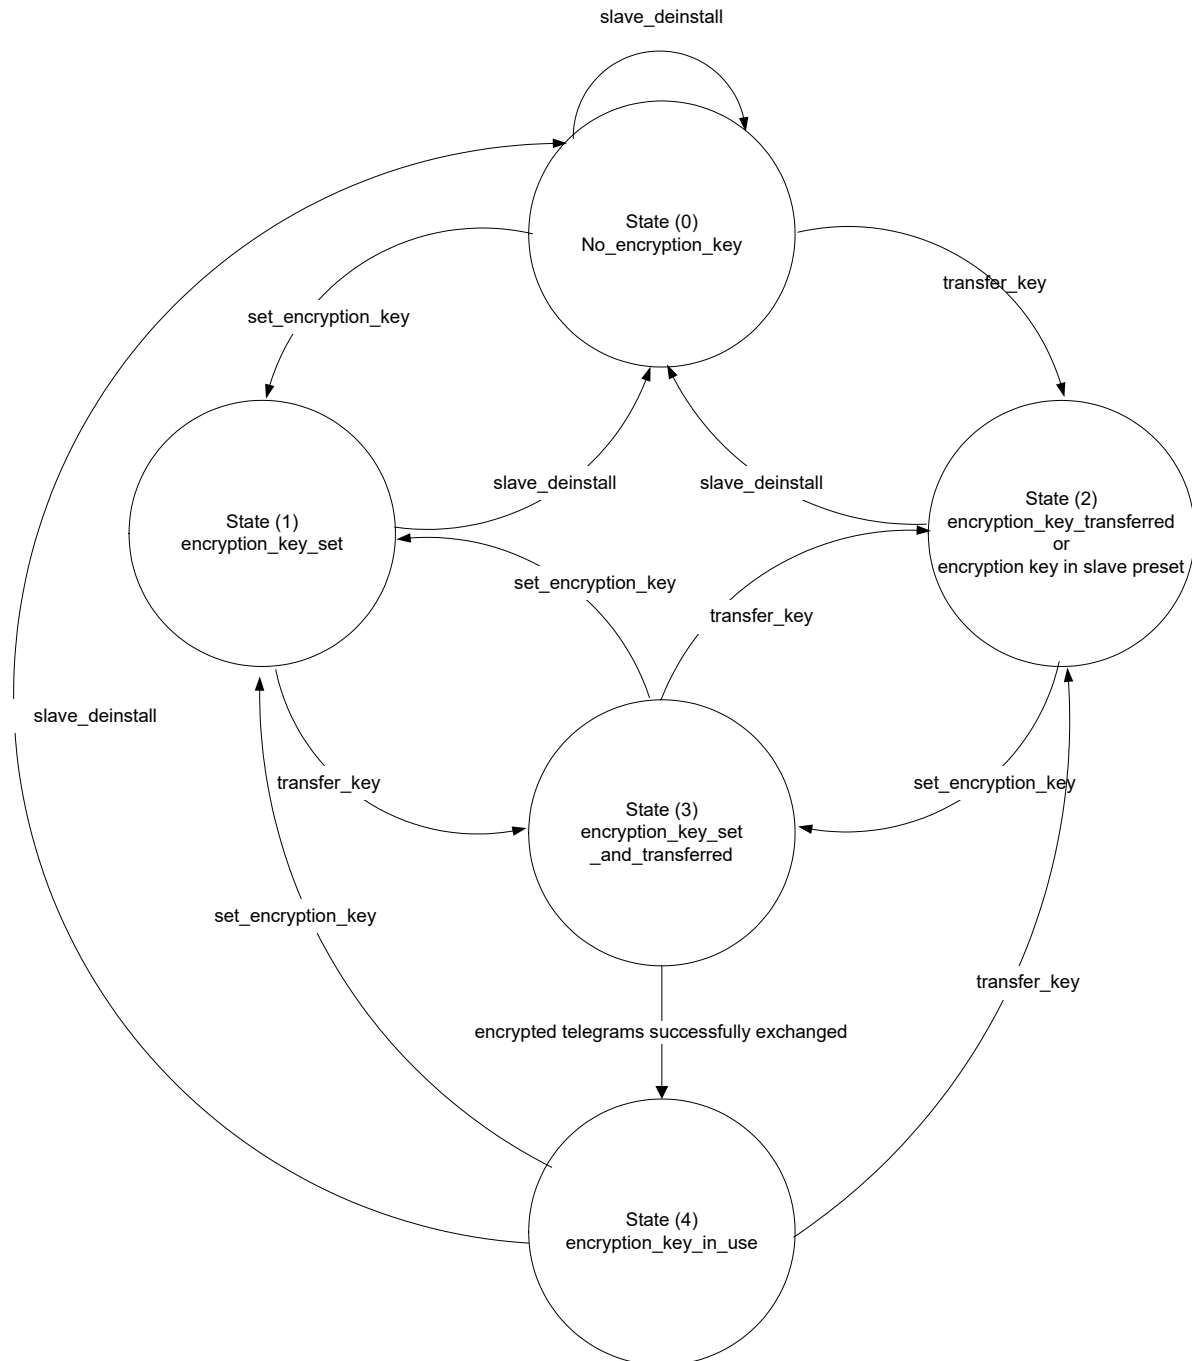 slave_deinstall
State (0)
No_encryption_key
transfer_key
set_encryption_key
slave_deinstall
slave_deinstall
State (1)
encryption_key_set
State (2)
encryption_key_transferred
or
encryption key in slave preset
set_encryption_key
transfer_key
slave_deinstall
transfer_key
set_encryption_key
State (3)
encryption_key_set
_and_transferred
set_encryption_key
transfer_key
encrypted telegrams successfully exchanged
State (4)
encryption_key_in_use